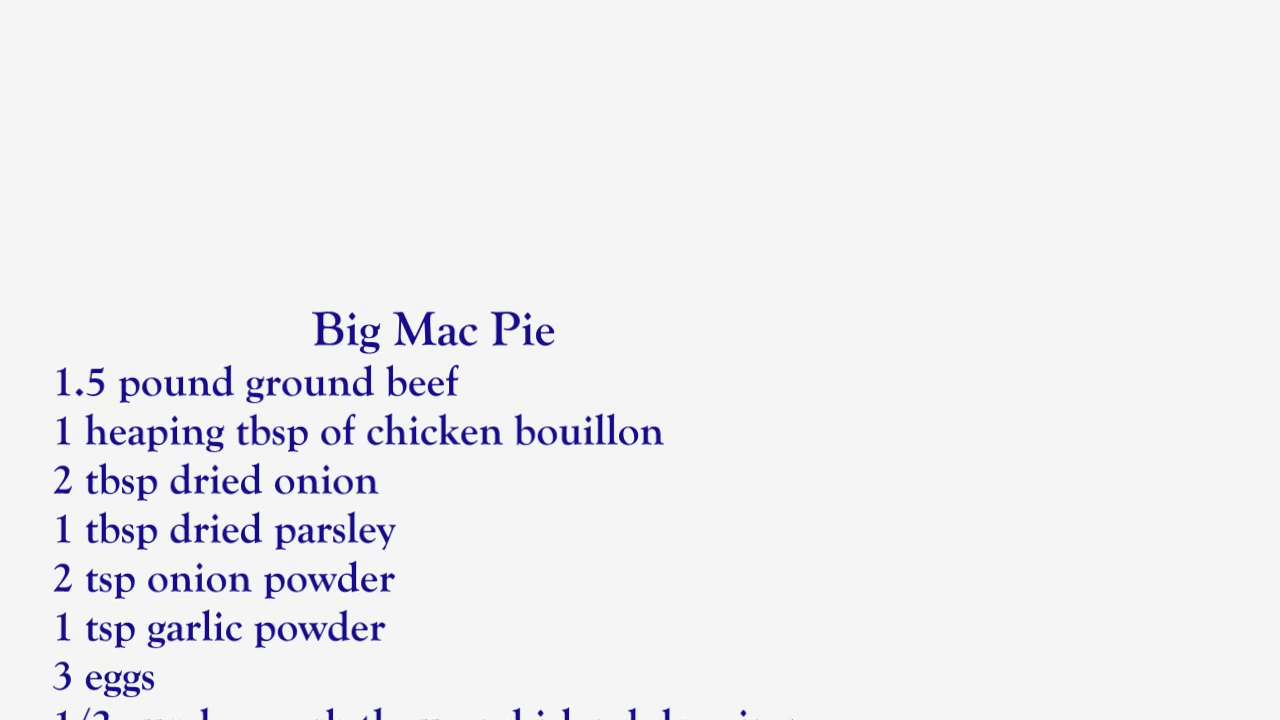 Big Mac Pie
1.5 pound ground beef
1 heaping tbsp of chicken bouillon
2 tbsp dried onion
1 tbsp dried parsley
2 tsp onion powder
1 tsp garlic powder
3 eggs